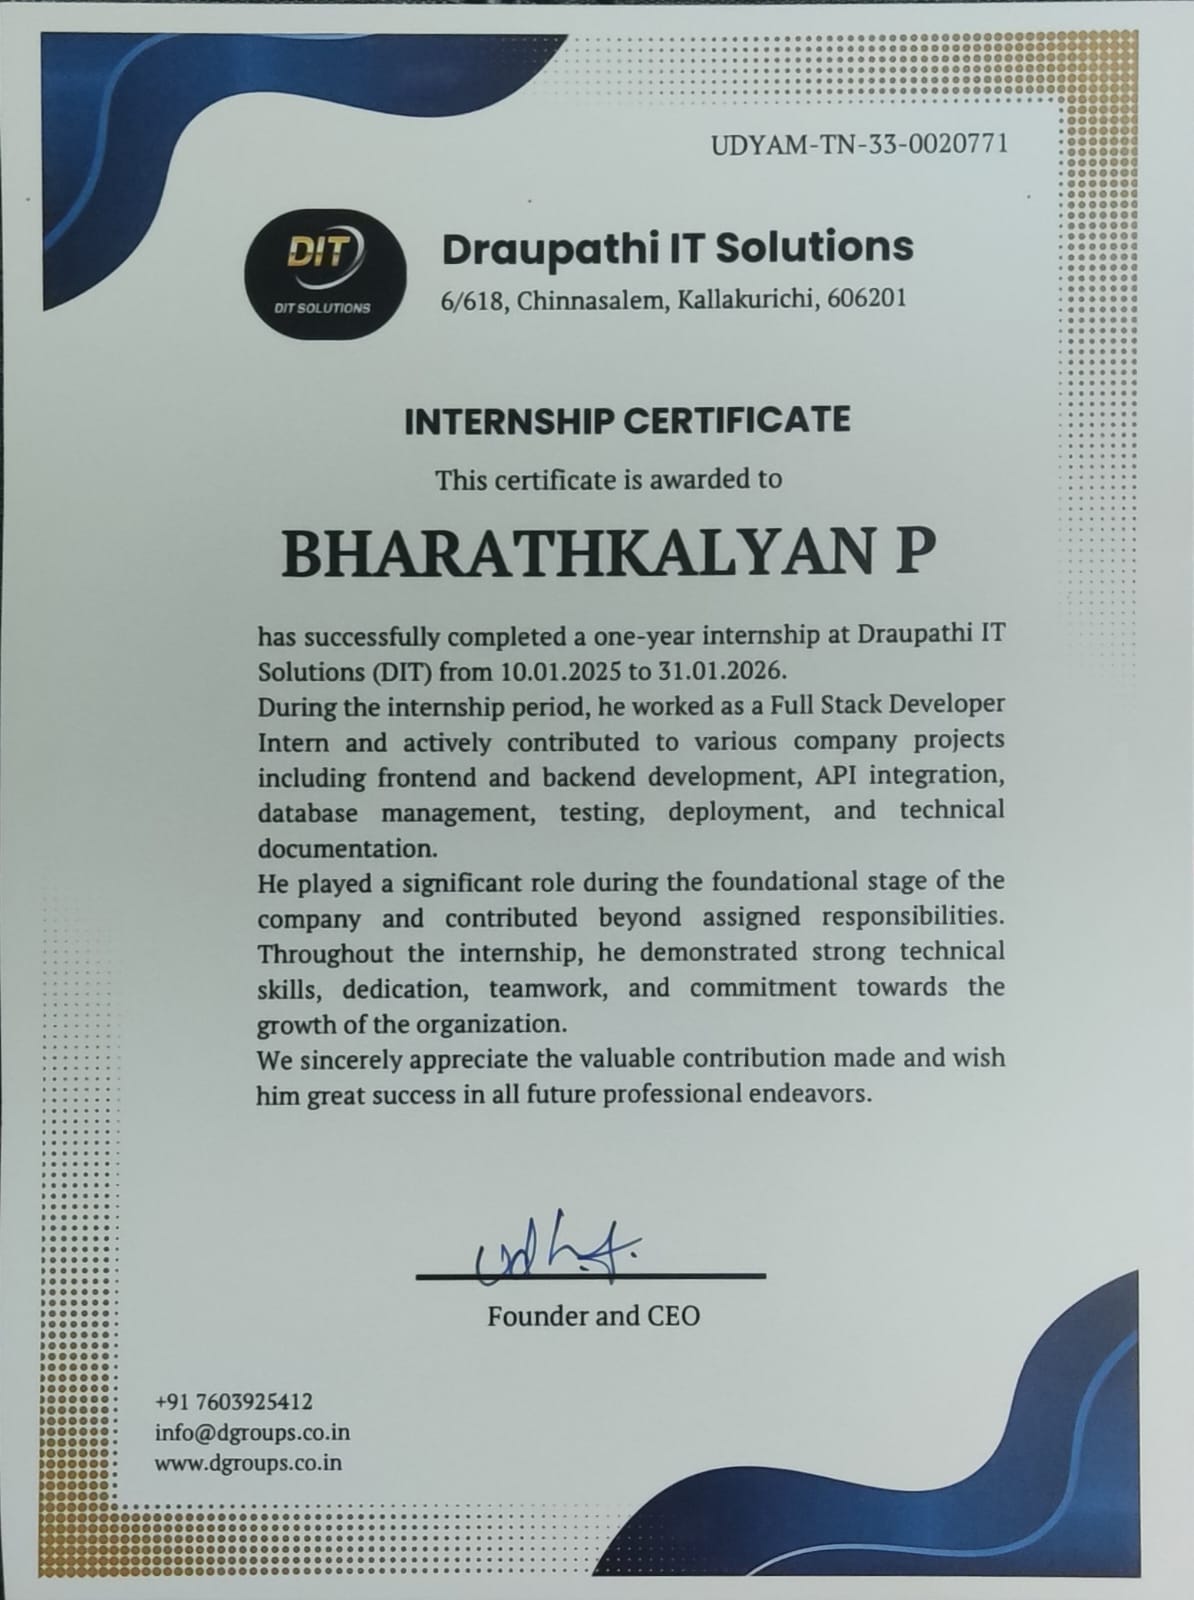 UDYAM-TN-33-0020771
DIT
DIT SOLUTIONS
Draupathi IT Solutions
6/618, Chinnasalem, Kallakurichi, 606201
INTERNSHIP CERTIFICATE
This certificate is awarded to
BHARATHKALYAN P
has successfully completed a one-year internship at Draupathi IT
Solutions (DIT) from 10.01.2025 to 31.01.2026.
During the internship period, he worked as a Full Stack Developer
Intern and actively contributed to various company projects
including frontend and backend development, API integration,
database management, testing, deployment, and technical
documentation.
He played a significant role during the foundational stage of the
company and contributed beyond assigned responsibilities.
Throughout the internship, he demonstrated strong technical
skills, dedication, teamwork, and commitment towards the
growth of the organization.
We sincerely appreciate the valuable contribution made and wish
him great success in all future professional endeavors.
Founder and CEO
+91 7603925412
info@dgroups.co.in
www.dgroups.co.in